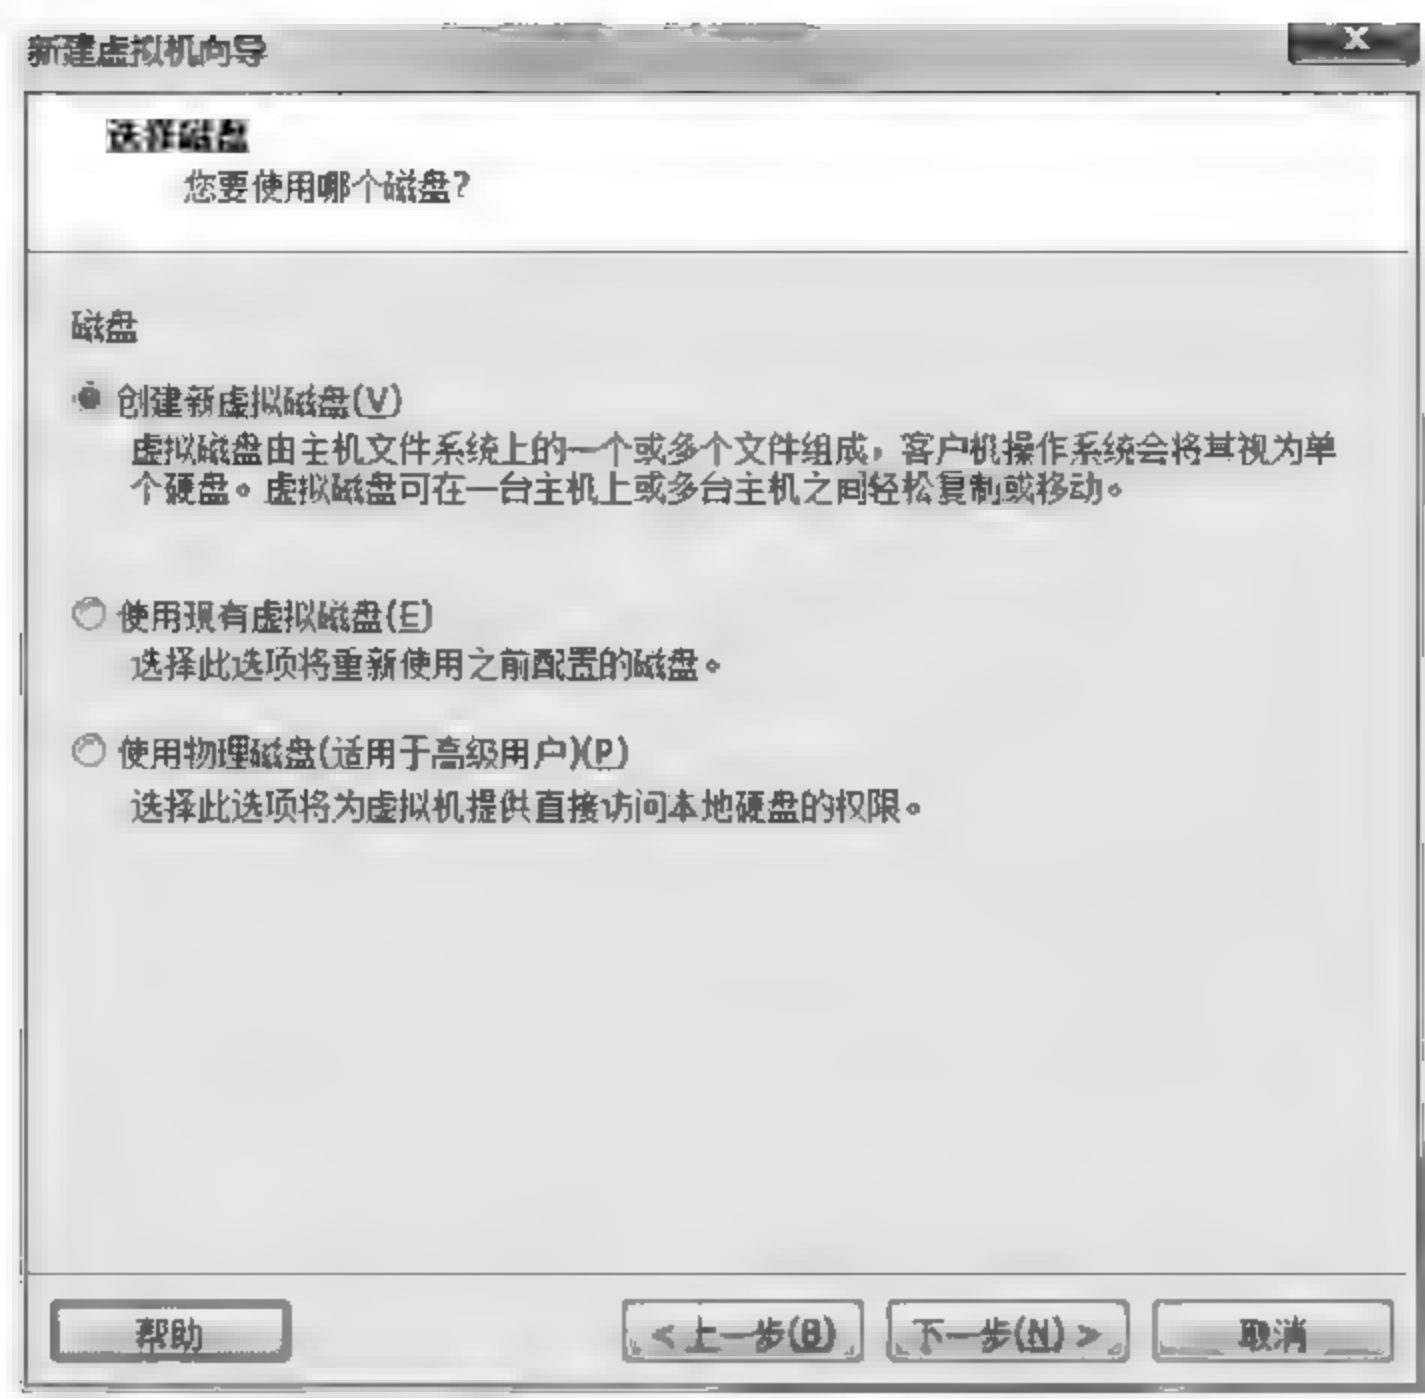 新建虚拟机向导
X
选择磁盘
您要使用哪个磁盘?
磁盘
创建新虚拟磁盘(V)
虚拟磁盘由主机文件系统上的一个或多个文件组成，客户机操作系统会将其视为单
个硬盘。虚拟磁盘可在一台主机上或多台主机之间轻松复制或移动。
使用现有虚拟磁盘(E)
选择此选项将重新使用之前配置的磁盘。
使用物理磁盘(适用于高级用户)(P)
选择此选项将为虚拟机提供直接访问本地硬盘的权限。
帮助 <上一步(B) 下一步(N)> 取消